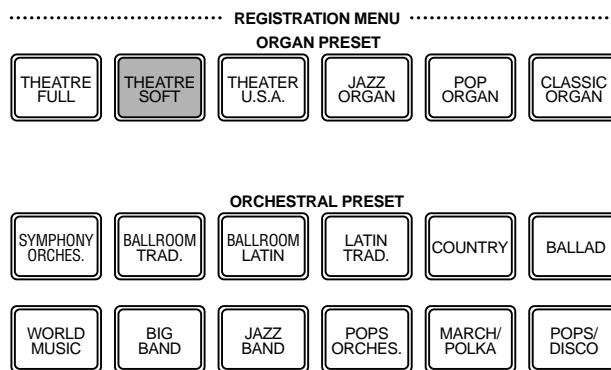 REGISTRATION MENU
ORGAN PRESET
THEATRE FULL
THEATRE SOFT
THEATER U.S.A.
JAZZ ORGAN
POP ORGAN
CLASSIC ORGAN
ORCHESTRAL PRESET
SYMPHONY ORCHES.
BALLROOM TRAD.
BALLROOM LATIN
LATIN TRAD.
COUNTRY
BALLAD
WORLD MUSIC
BIG BAND
JAZZ BAND
POPS ORCHES.
MARCH/ POLKA
POPS/ DISCO